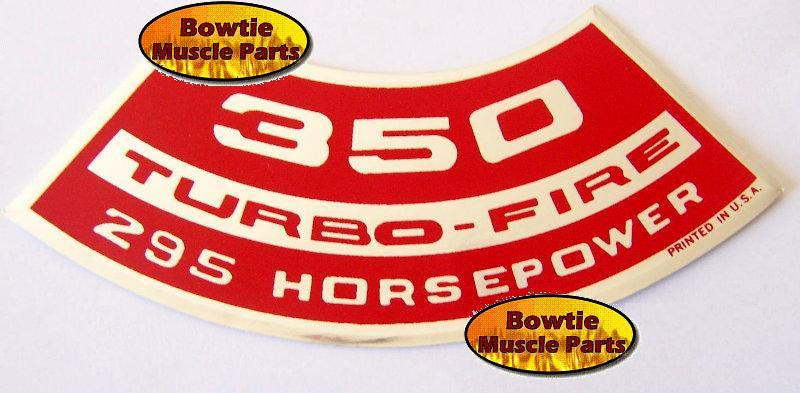 Bowtie
Muscle Parts
350
TURBO-FIRE
295 HORSEPOWER
PRINTED IN U.S.A.
Bowtie
Muscle Parts